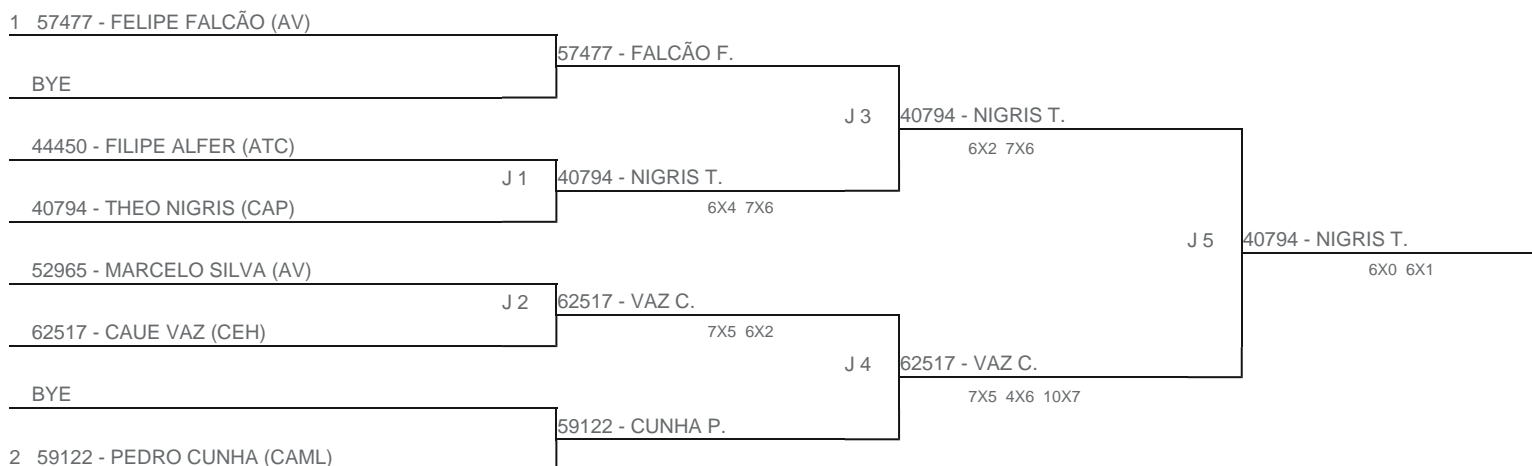 1 57477 - FELIPE FALCÃO (AV)
57477 - FALCÃO F.
BYE
J 3 40794 - NIGRIS T.
6X2 7X6
44450 - FILIPE ALFER (ATC)
J 1 40794 - NIGRIS T.
6X4 7X6
40794 - THEO NIGRIS (CAP)
J 5 40794 - NIGRIS T.
6X0 6X1
52965 - MARCELO SILVA (AV)
J 2 62517 - VAZ C.
7X5 6X2
62517 - CAUE VAZ (CEH)
J 4 62517 - VAZ C.
7X5 4X6 10X7
BYE
59122 - CUNHA P.
2 59122 - PEDRO CUNHA (CAML)